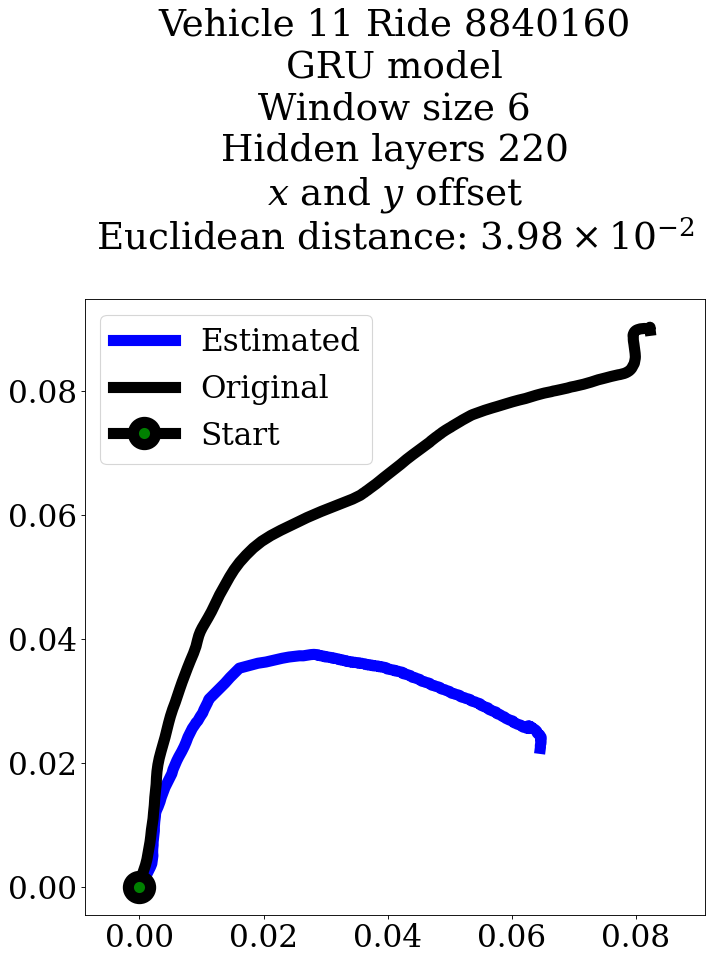 Vehicle 11 Ride 8840160
GRU model
Window size 6
Hidden layers 220
x and y offset
Euclidean distance: 3.98 × 10⁻²
Estimated
Original
Start
0.08
0.06
0.04
0.02
0.00
0.00 0.02 0.04 0.06 0.08